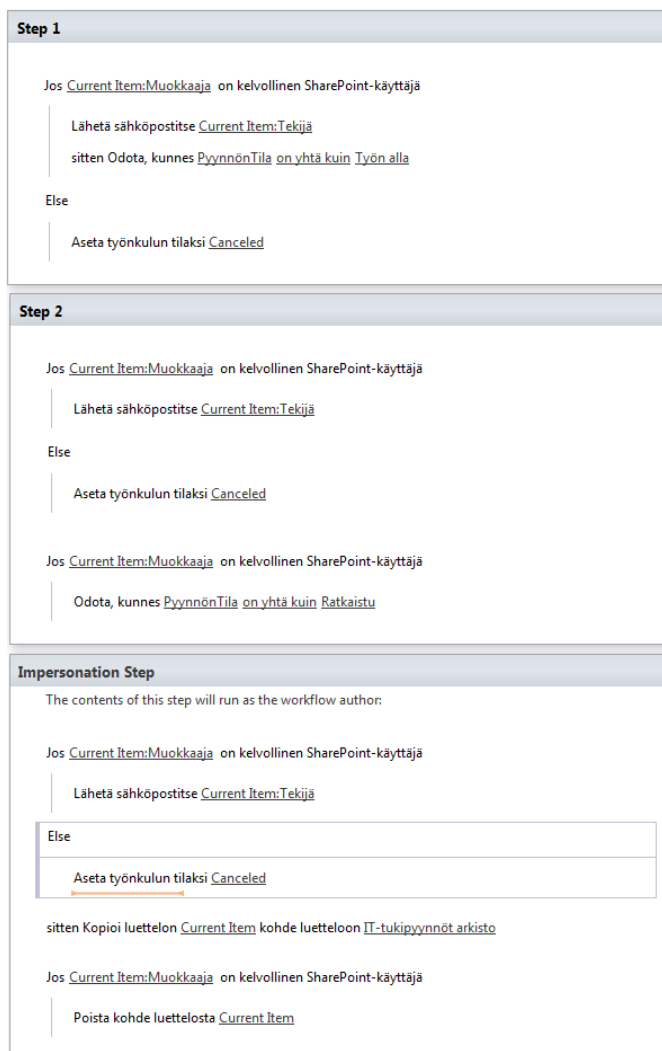 Step 1
Jos Current Item:Muokkaaja on kelvollinen SharePoint-käyttäjä
Lähetä sähköpostitse Current Item:Tekijä
sitten Odota, kunnes PyynnönTila on yhtä kuin Työn alla
Else
Aseta työnkulun tilaksi Canceled
Step 2
Jos Current Item:Muokkaaja on kelvollinen SharePoint-käyttäjä
Lähetä sähköpostitse Current Item:Tekijä
Else
Aseta työnkulun tilaksi Canceled
Jos Current Item:Muokkaaja on kelvollinen SharePoint-käyttäjä
Odota, kunnes PyynnönTila on yhtä kuin Ratkaistu
Impersonation Step
The contents of this step will run as the workflow author:
Jos Current Item:Muokkaaja on kelvollinen SharePoint-käyttäjä
Lähetä sähköpostitse Current Item:Tekijä
Else
Aseta työnkulun tilaksi Canceled
sitten Kopioi luettelon Current Item kohde luetteloon IT-tukipyynnöt arkisto
Jos Current Item:Muokkaaja on kelvollinen SharePoint-käyttäjä
Poista kohde luettelosta Current Item